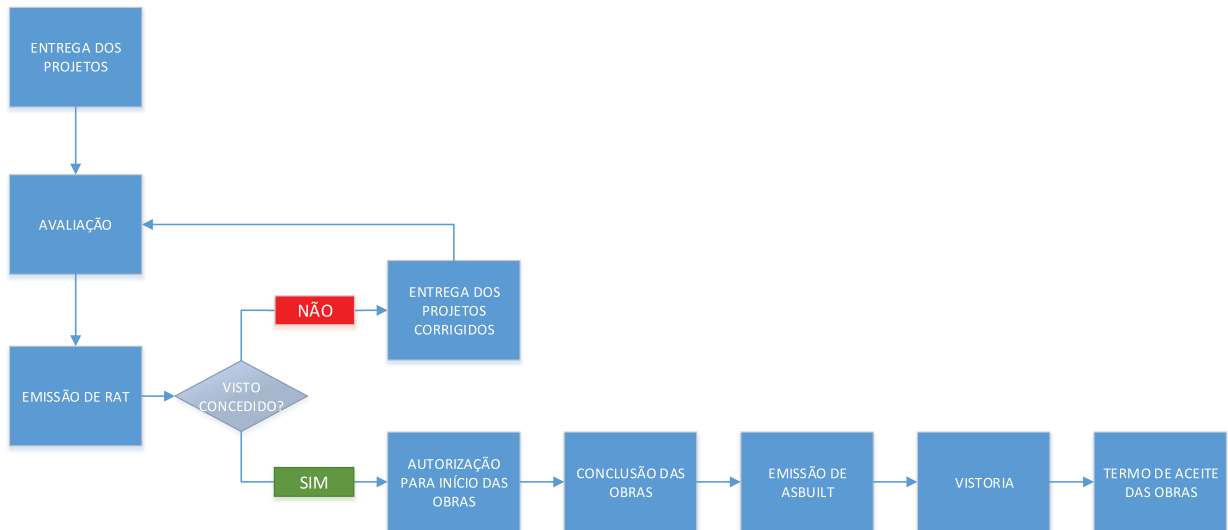 ENTREGA DOS
PROJETOS
AVALIAÇÃO
ENTREGA DOS
PROJETOS
CORRIGIDOS
NÃO
EMISSÃO DE RAT
VISTO
CONCEDIDO?
SIM
AUTORIZAÇÃO
PARA INÍCIO DAS
OBRAS
CONCLUSÃO DAS
OBRAS
EMISSÃO DE
ASBUILT
VISTORIA
TERMO DE ACEITE
DAS OBRAS